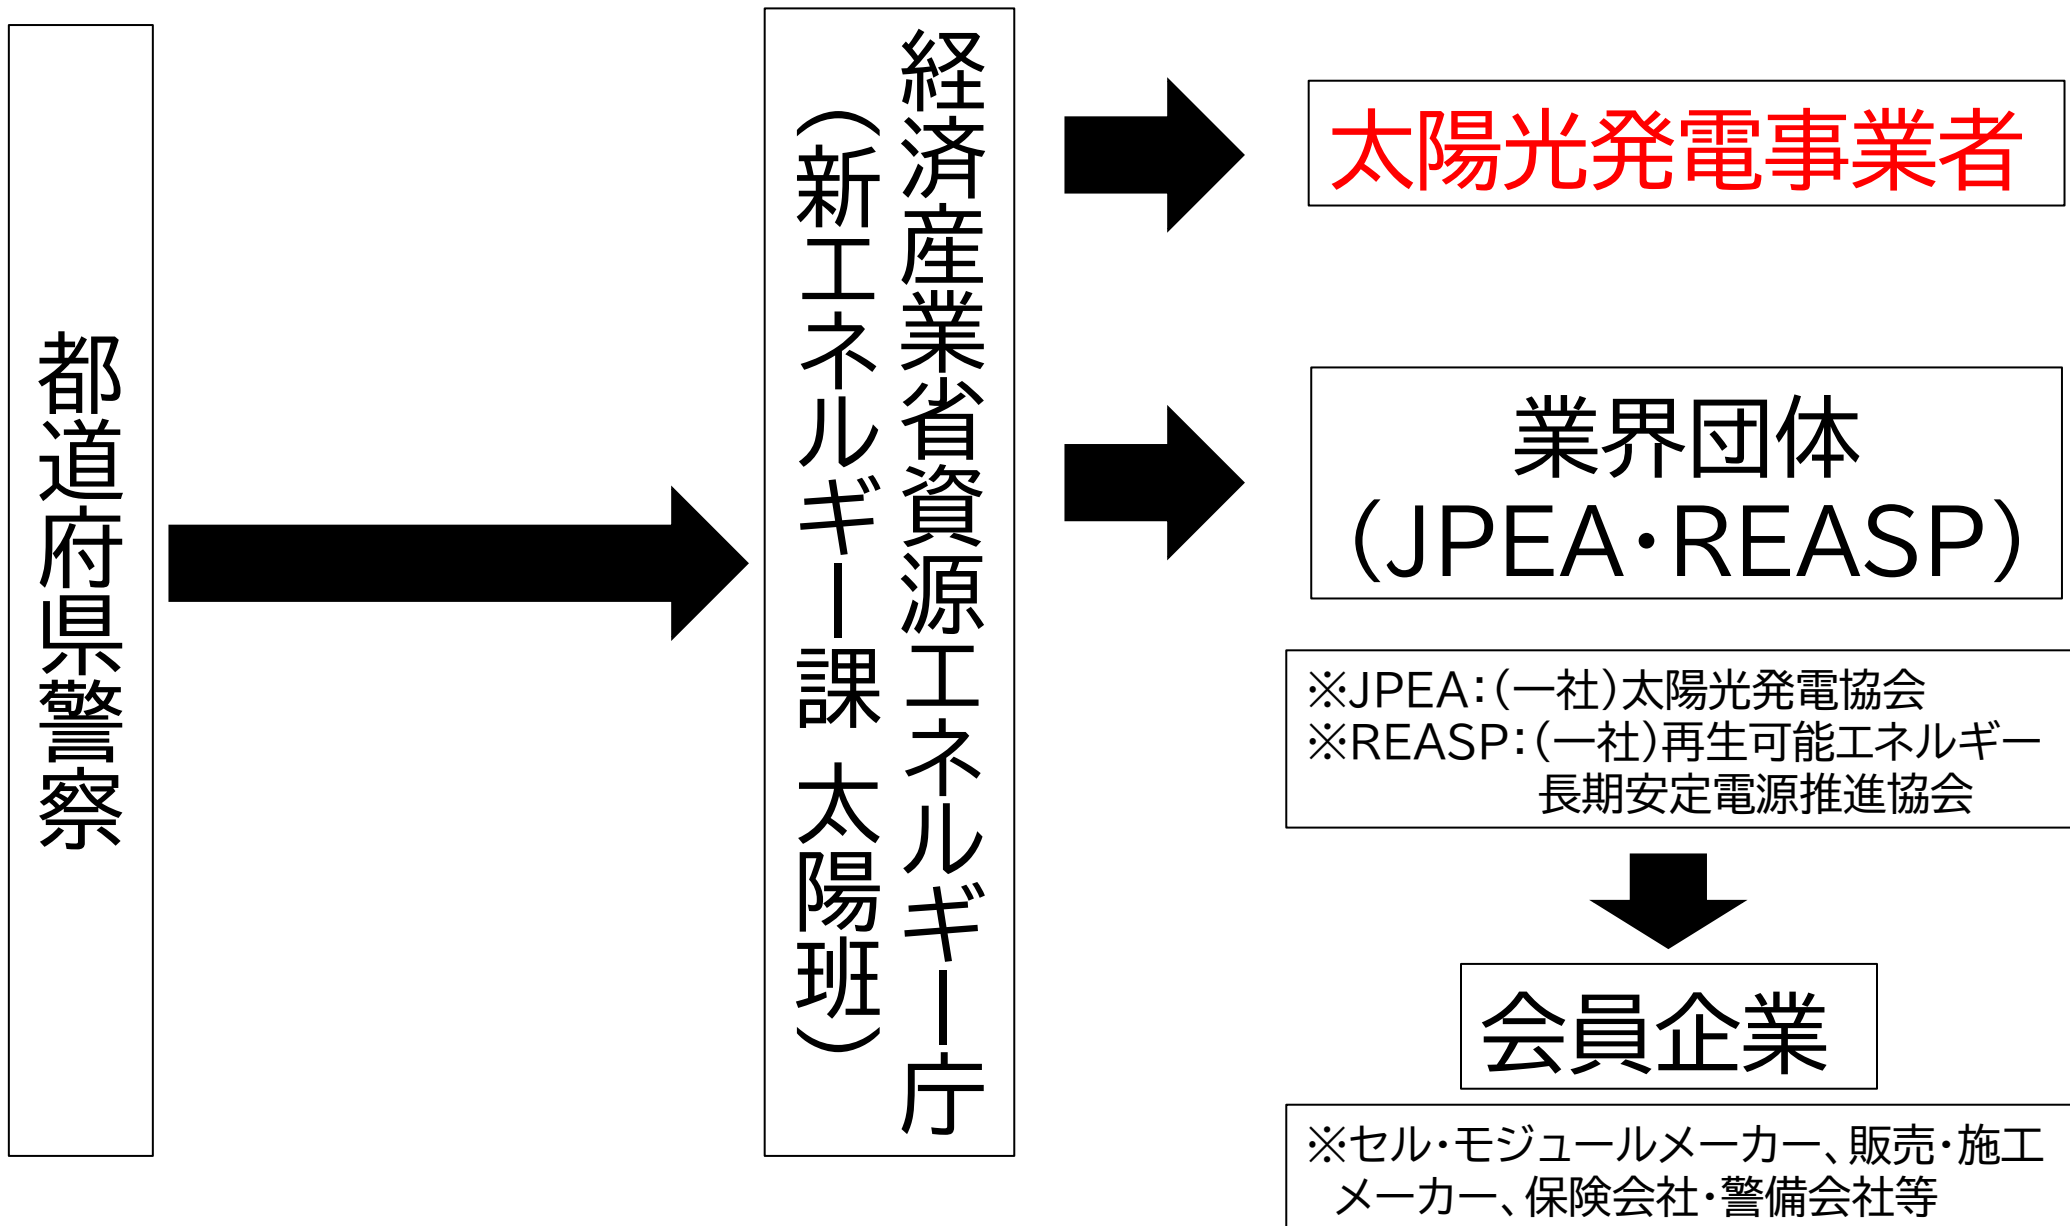 都道府県警察
経済産業省資源エネルギー庁
（新エネルギー課 太陽班）
太陽光発電事業者
業界団体
（JPEA・REASP）
※JPEA：（一社）太陽光発電協会
※REASP：（一社）再生可能エネルギー
長期安定電源推進協会
会員企業
※セル・モジュールメーカー、販売・施工
メーカー、保険会社・警備会社等